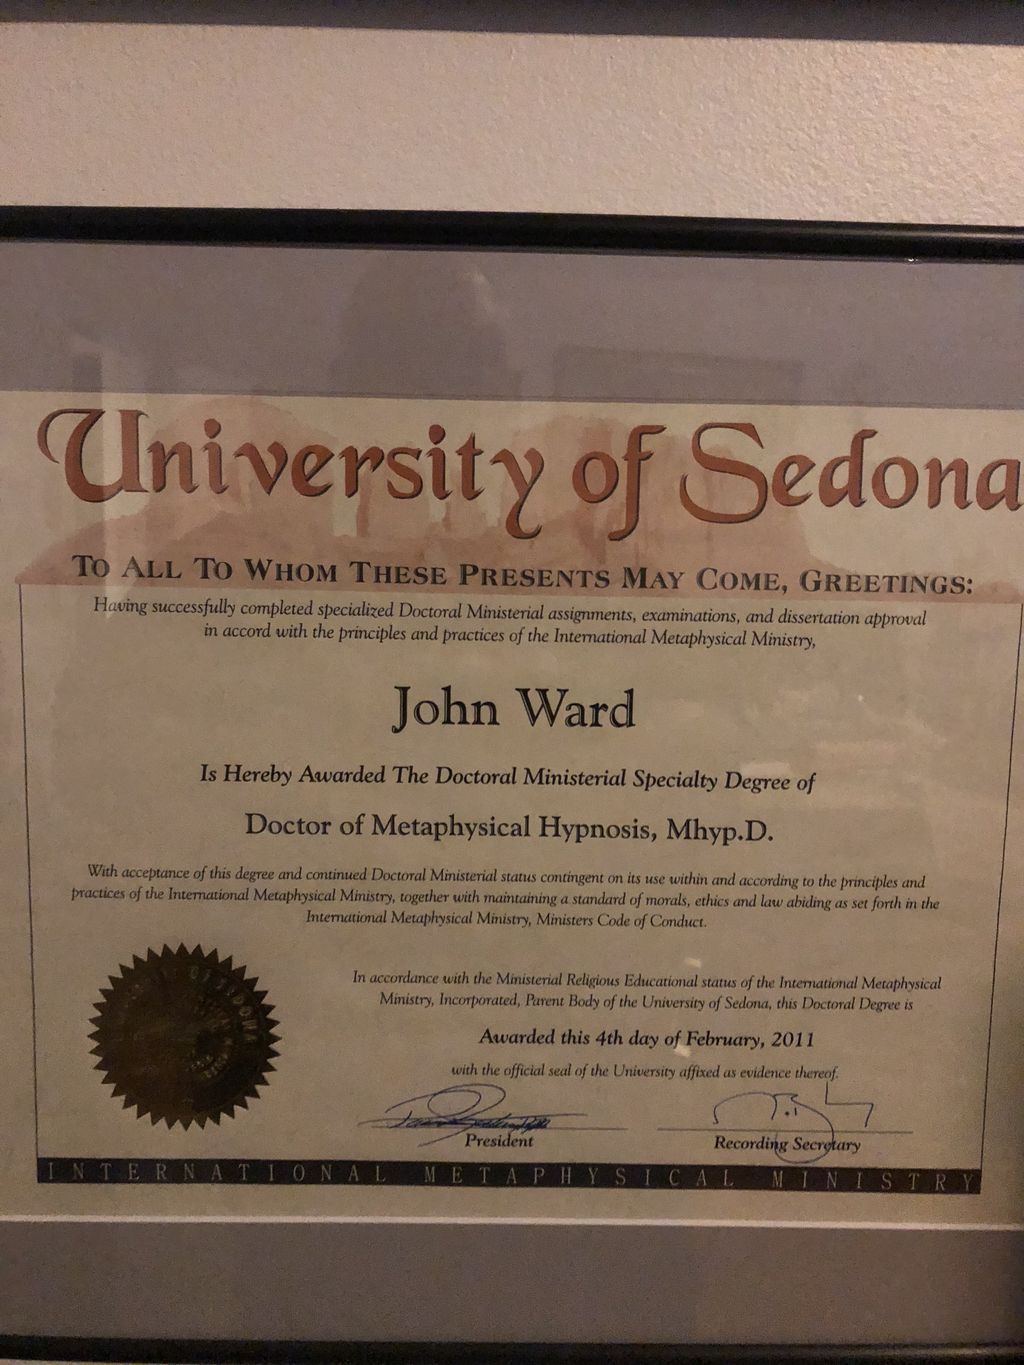 University of Sedona
TO ALL TO WHOM THESE PRESENTS MAY COME, GREETINGS:
Having successfully completed specialized Doctoral Ministerial assignments, examinations, and dissertation approval
in accord with the principles and practices of the International Metaphysical Ministry,
John Ward
Is Hereby Awarded The Doctoral Ministerial Specialty Degree of
Doctor of Metaphysical Hypnosis, Mhyp.D.
With acceptance of this degree and continued Doctoral Ministerial status contingent on its use within and according to the principles and
practices of the International Metaphysical Ministry, together with maintaining a standard of morals, ethics and law abiding as set forth in the
International Metaphysical Ministry, Ministers Code of Conduct.
In accordance with the Ministerial Religious Educational status of the International Metaphysical
Ministry, Incorporated, Parent Body of the University of Sedona, this Doctoral Degree is
Awarded this 4th day of February, 2011
with the official seal of the University affixed as evidence thereof.
President
Recording Secretary
INTERNATIONAL METAPHYSICAL MINISTRY